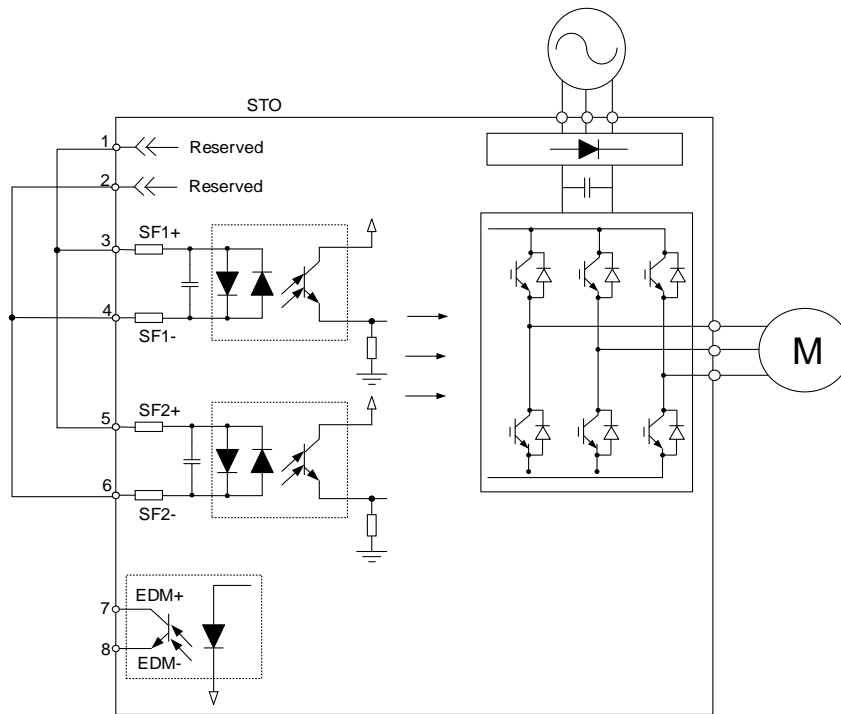 STO
1 Reserved
2 Reserved
3 SF1+
4 SF1-
5 SF2+
6 SF2-
7 EDM+
8 EDM-
M